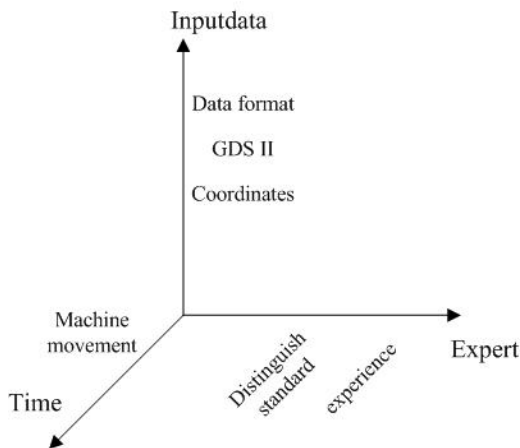 Inputdata
Data format
GDS II
Coordinates
Machine
movement
Time
Expert
Distinguish
standard
experience